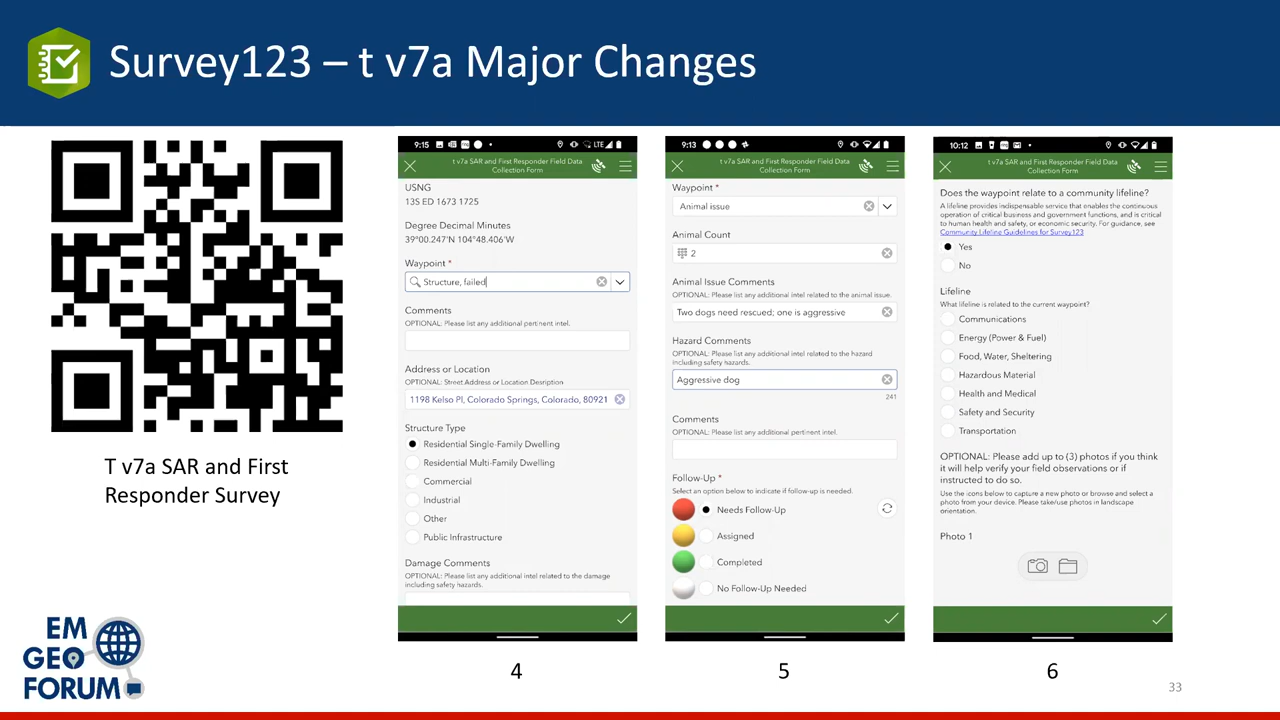 Survey123 – t v7a Major Changes
T v7a SAR and First
Responder Survey
EM
GEO
FORUM
9:15
LTE
t v7a SAR and First Responder Field Data
Collection Form
USNG
13S ED 1673 1725
Degree Decimal Minutes
39°00.247'N 104°48.406'W
Waypoint *
Structure, failed
Comments
OPTIONAL: Please list any additional pertinent intel.
Address or Location
OPTIONAL: Street Address or Location Desription
1198 Kelso Pl, Colorado Springs, Colorado, 80921
Structure Type
Residential Single-Family Dwelling
Residential Multi-Family Dwelling
Commercial
Industrial
Other
Public Infrastructure
Damage Comments
OPTIONAL: Please list any additional intel related to the damage
including safety hazards.
4
9:13
t v7a SAR and First Responder Field Data
Collection Form
Waypoint *
Animal issue
Animal Count
2
Animal Issue Comments
OPTIONAL: Please list any additional intel related to the animal issue.
Two dogs need rescued; one is aggressive
Hazard Comments
OPTIONAL: Please list any additional intel related to the hazard
including safety hazards.
Aggressive dog
241
Comments
OPTIONAL: Please list any additional pertinent intel.
Follow-Up *
Select an option below to indicate if follow-up is needed.
Needs Follow-Up
Assigned
Completed
No Follow-Up Needed
5
10:12
t v7a SAR and First Responder Field Data
Collection Form
Does the waypoint relate to a community lifeline?
A lifeline provides indispensable service that enables the continuous
operation of critical business and government functions, and is critical
to human health and safety, or economic security. For guidance, see
Community Lifeline Guidelines for Survey123
Yes
No
Lifeline
What lifeline is related to the current waypoint?
Communications
Energy (Power & Fuel)
Food, Water, Sheltering
Hazardous Material
Health and Medical
Safety and Security
Transportation
OPTIONAL: Please add up to (3) photos if you think
it will help verify your field observations or if
instructed to do so.
Use the icons below to capture a new photo or browse and select a
photo from your device. Please take/use photos in landscape
orientation.
Photo 1
6
33